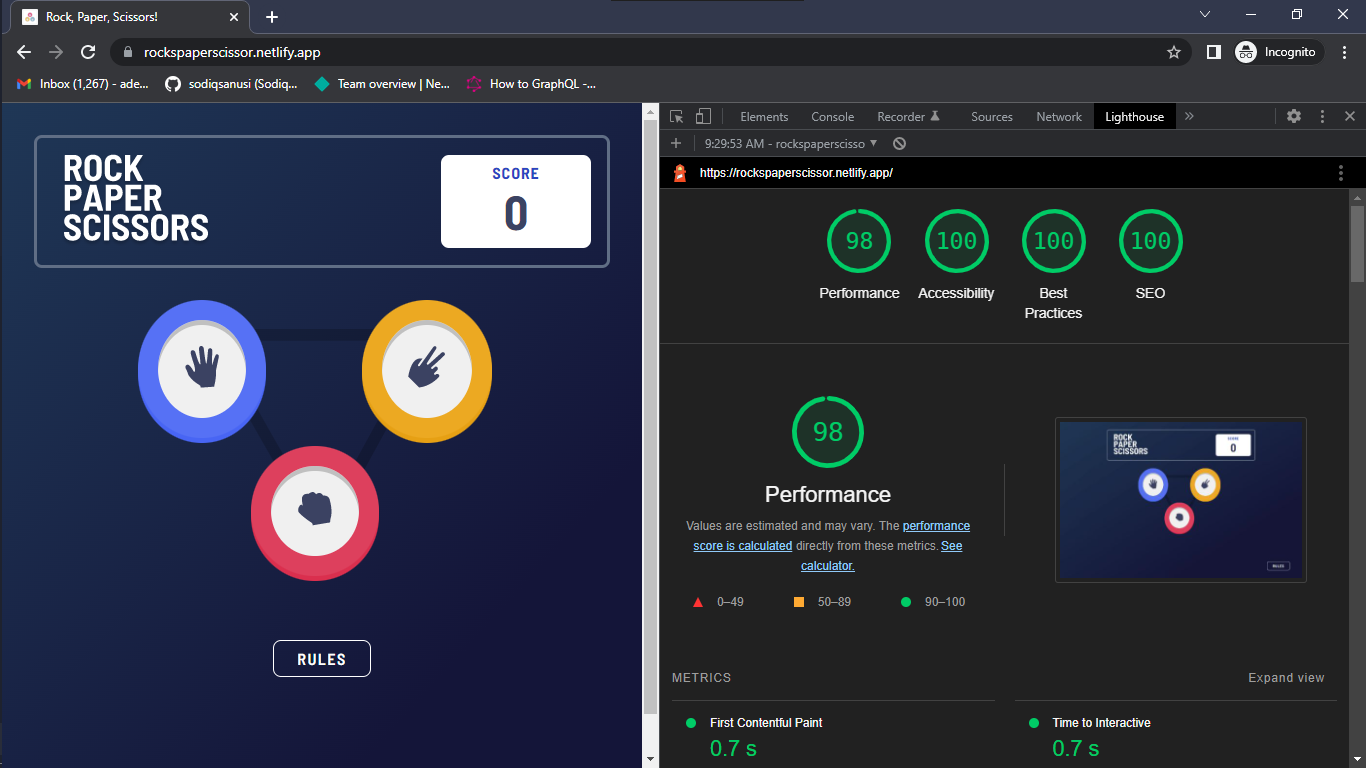 Rock, Paper, Scissors!
rockspaperscissor.netlify.app
Incognito
Inbox (1,267) - ade...
sodiqsanusi (Sodiq...
Team overview | Ne...
How to GraphQL -...
ROCK
PAPER
SCISSORS
SCORE
0
RULES
Elements Console Recorder Sources Network Lighthouse
9:29:53 AM - rockspaperscisso
https://rockspaperscissor.netlify.app/
98 100 100 100
Performance Accessibility Best SEO
Practices
98
Performance
Values are estimated and may vary. The performance
score is calculated directly from these metrics. See
calculator.
0–49 50–89 90–100
ROCK
PAPER
SCISSORS
SCORE
0
RULES
METRICS
Expand view
First Contentful Paint
0.7 s
Time to Interactive
0.7 s